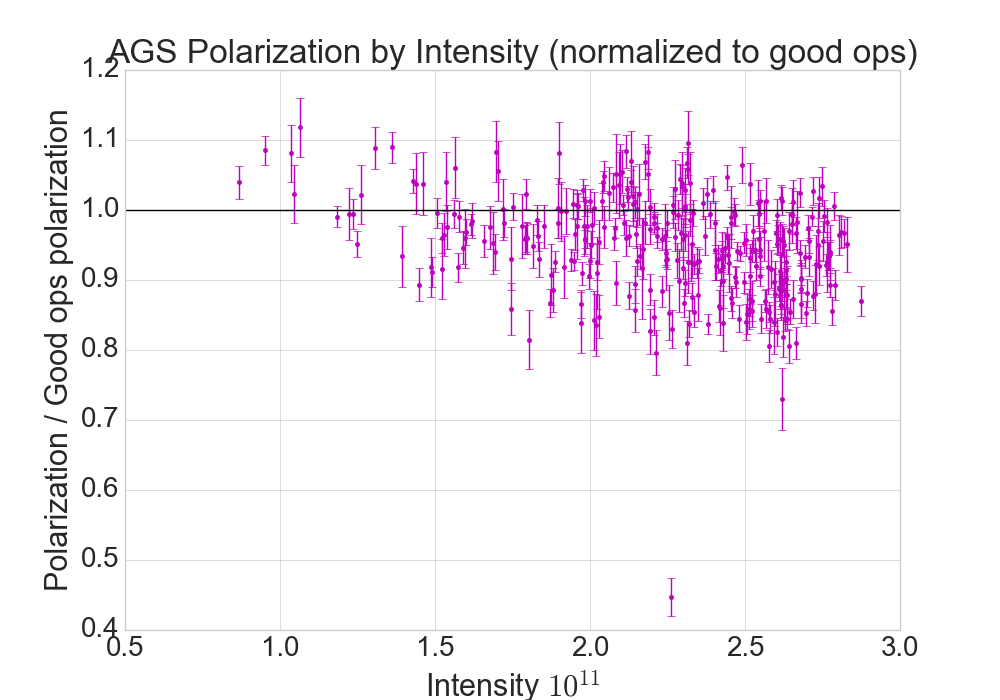 AGS Polarization by Intensity (normalized to good ops)
1.2
1.1
1.0
0.9
0.8
0.7
0.6
0.5
0.4
Polarization / Good ops polarization
0.5 1.0 1.5 2.0 2.5 3.0
Intensity 10¹¹